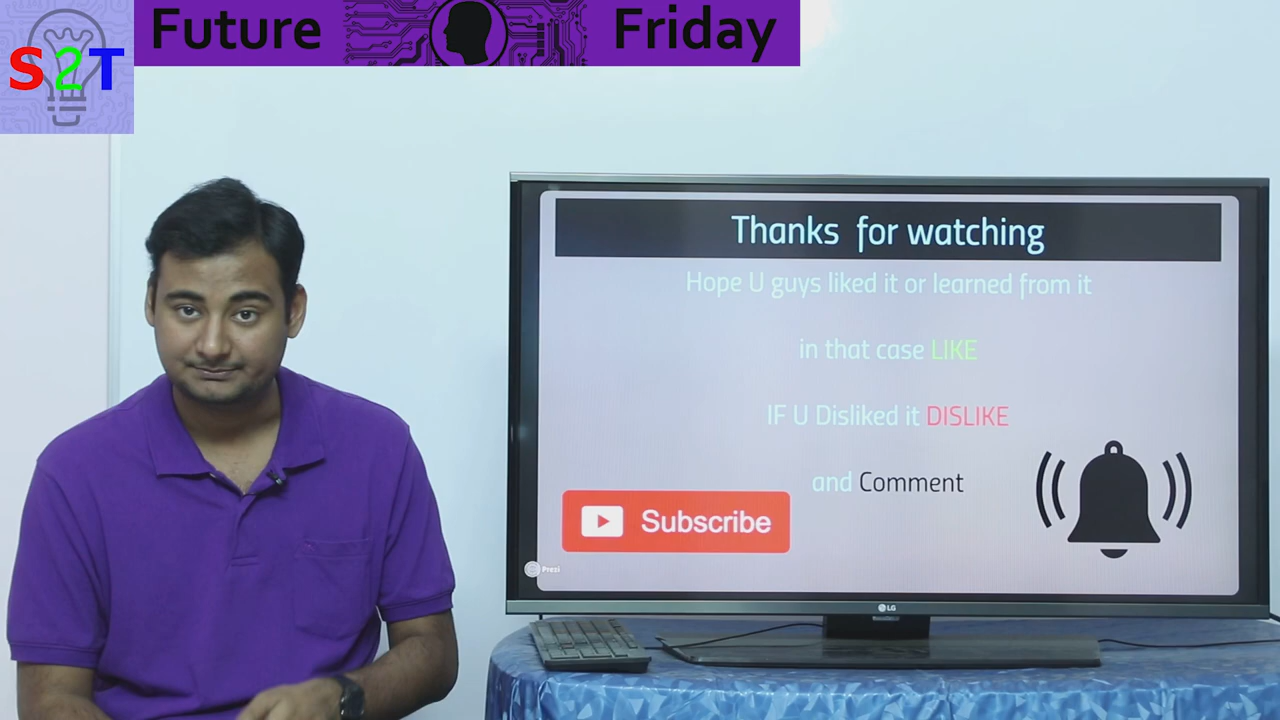 Future Friday
S2T
Thanks for watching
Hope U guys liked it or learned from it
in that case LIKE
IF U Disliked it DISLIKE
and Comment
Subscribe
Prezi
LG